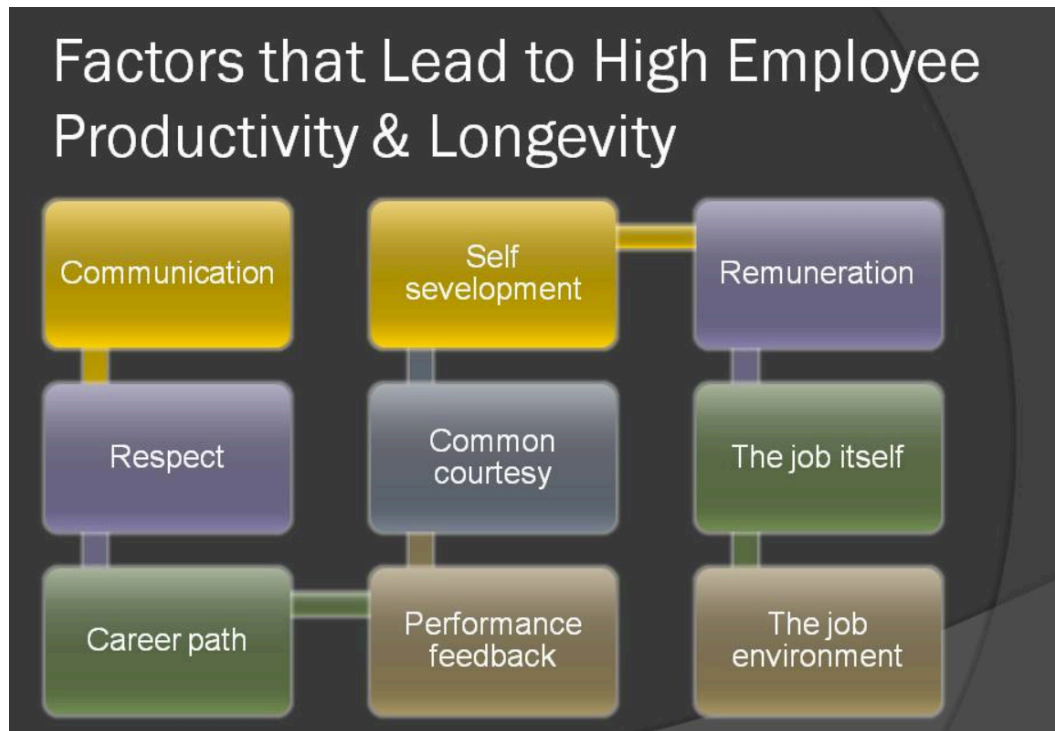 Factors that Lead to High Employee
Productivity & Longevity
Communication
Respect
Career path
Performance
feedback
Common
courtesy
Self
sevelopment
Remuneration
The job itself
The job
environment